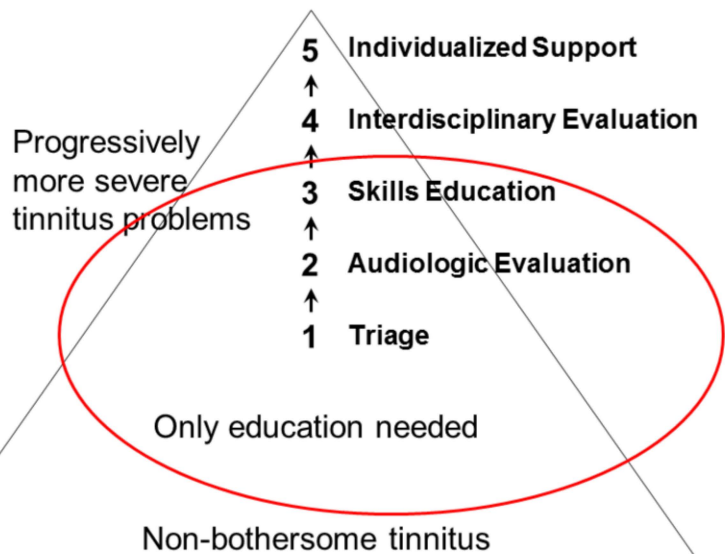 5 Individualized Support
4 Interdisciplinary Evaluation
Progressively
more severe
tinnitus problems
3 Skills Education
2 Audiologic Evaluation
1 Triage
Only education needed
Non-bothersome tinnitus